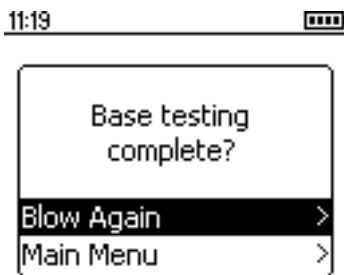 11:19
Base testing
complete?
Blow Again >
Main Menu >